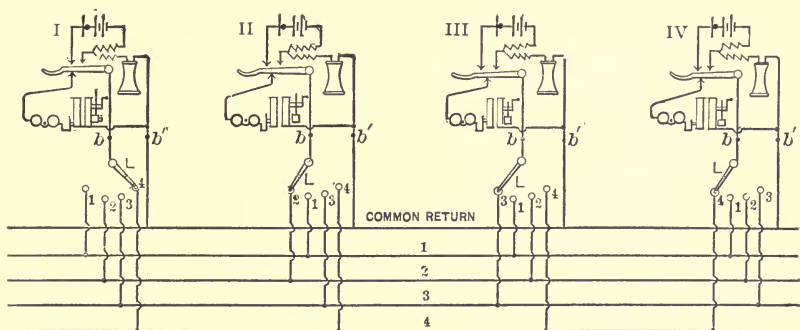 I II III IV
b b" b b' b b' b b'
L L L L
4
1 2 3 2 1 3 4 3 1 2 4 4 1 2 3
COMMON RETURN
1
2
3
4